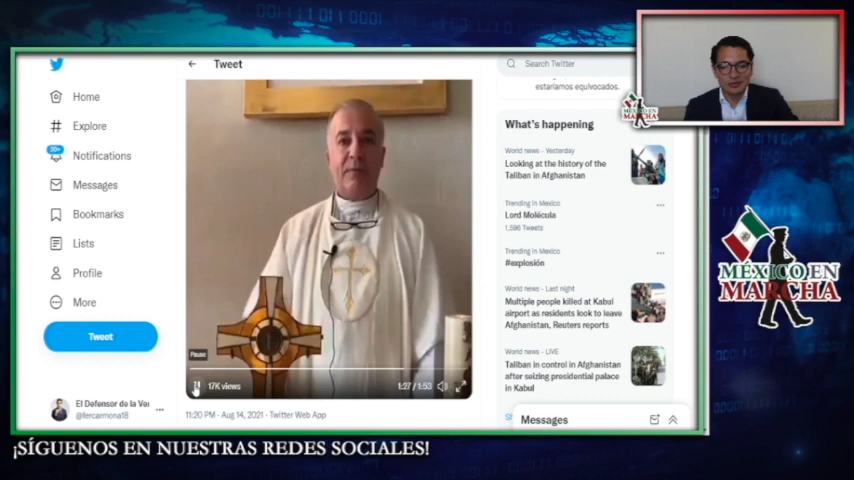 Tweet
Search Twitter
estaríamos equivocados.
Home
Explore
Notifications
Messages
Bookmarks
Lists
Profile
More
Tweet
El Defensor de la
@fercarmona18
Pause
17K views
1:27 / 1:53
11:20 PM · Aug 14, 2021 · Twitter Web App
What's happening
World news · Yesterday
Looking at the history of the
Taliban in Afghanistan
Trending in Mexico
Lord Molécula
1,596 Tweets
Trending in Mexico
#explosión
World news · Last night
Multiple people killed at Kabul
airport as residents look to leave
Afghanistan, Reuters reports
World news · LIVE
Taliban in control in Afghanistan
after seizing presidential palace
in Kabul
Messages
MÉXICO EN
MARCHA
MÉXICO EN
MARCHA
¡SÍGUENOS EN NUESTRAS REDES SOCIALES!